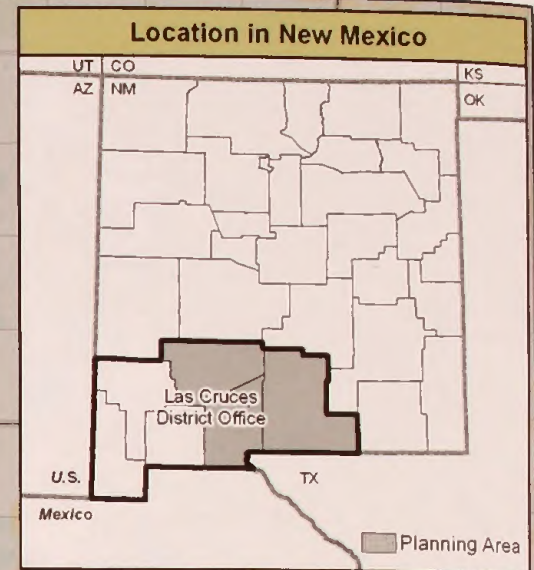 Location in New Mexico
UT CO KS
AZ NM OK
Las Cruces
District Office
U.S. TX
Mexico
Planning Area